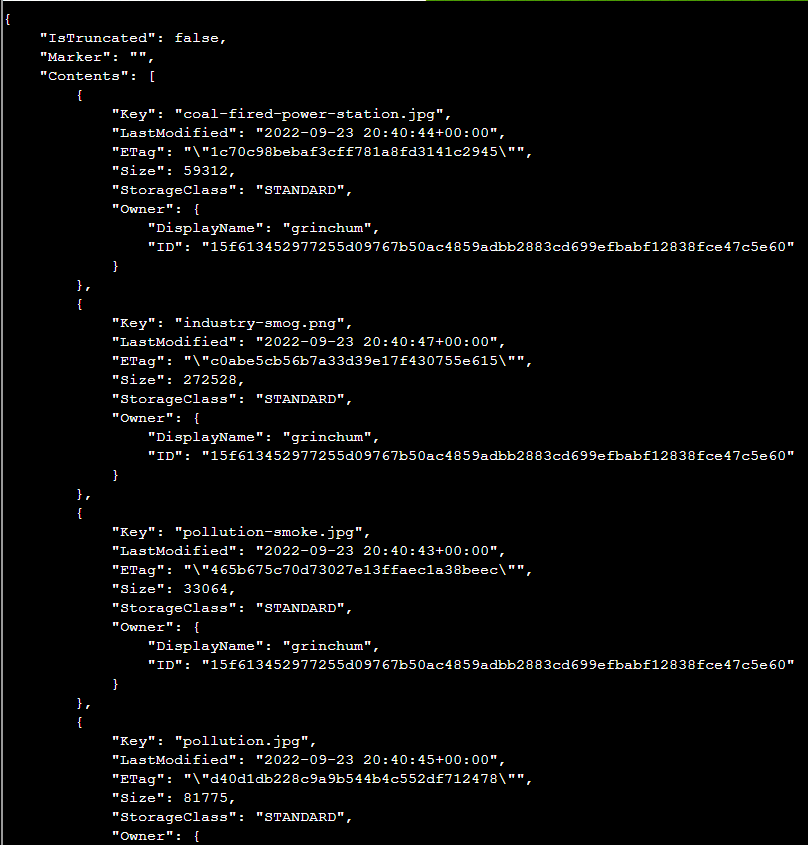 {
    "IsTruncated": false,
    "Marker": "",
    "Contents": [
        {
            "Key": "coal-fired-power-station.jpg",
            "LastModified": "2022-09-23 20:40:44+00:00",
            "ETag": "\"1c70c98bebaf3cff781a8fd3141c2945\"",
            "Size": 59312,
            "StorageClass": "STANDARD",
            "Owner": {
                "DisplayName": "grinchum",
                "ID": "15f613452977255d09767b50ac4859adbb2883cd699efbabf12838fce47c5e60"
            }
        },
        {
            "Key": "industry-smog.png",
            "LastModified": "2022-09-23 20:40:47+00:00",
            "ETag": "\"c0abe5cb56b7a33d39e17f430755e615\"",
            "Size": 272528,
            "StorageClass": "STANDARD",
            "Owner": {
                "DisplayName": "grinchum",
                "ID": "15f613452977255d09767b50ac4859adbb2883cd699efbabf12838fce47c5e60"
            }
        },
        {
            "Key": "pollution-smoke.jpg",
            "LastModified": "2022-09-23 20:40:43+00:00",
            "ETag": "\"465b675c70d73027e13ffaec1a38beec\"",
            "Size": 33064,
            "StorageClass": "STANDARD",
            "Owner": {
                "DisplayName": "grinchum",
                "ID": "15f613452977255d09767b50ac4859adbb2883cd699efbabf12838fce47c5e60"
            }
        },
        {
            "Key": "pollution.jpg",
            "LastModified": "2022-09-23 20:40:45+00:00",
            "ETag": "\"d40d1db228c9a9b544b4c552df712478\"",
            "Size": 81775,
            "StorageClass": "STANDARD",
            "Owner": {